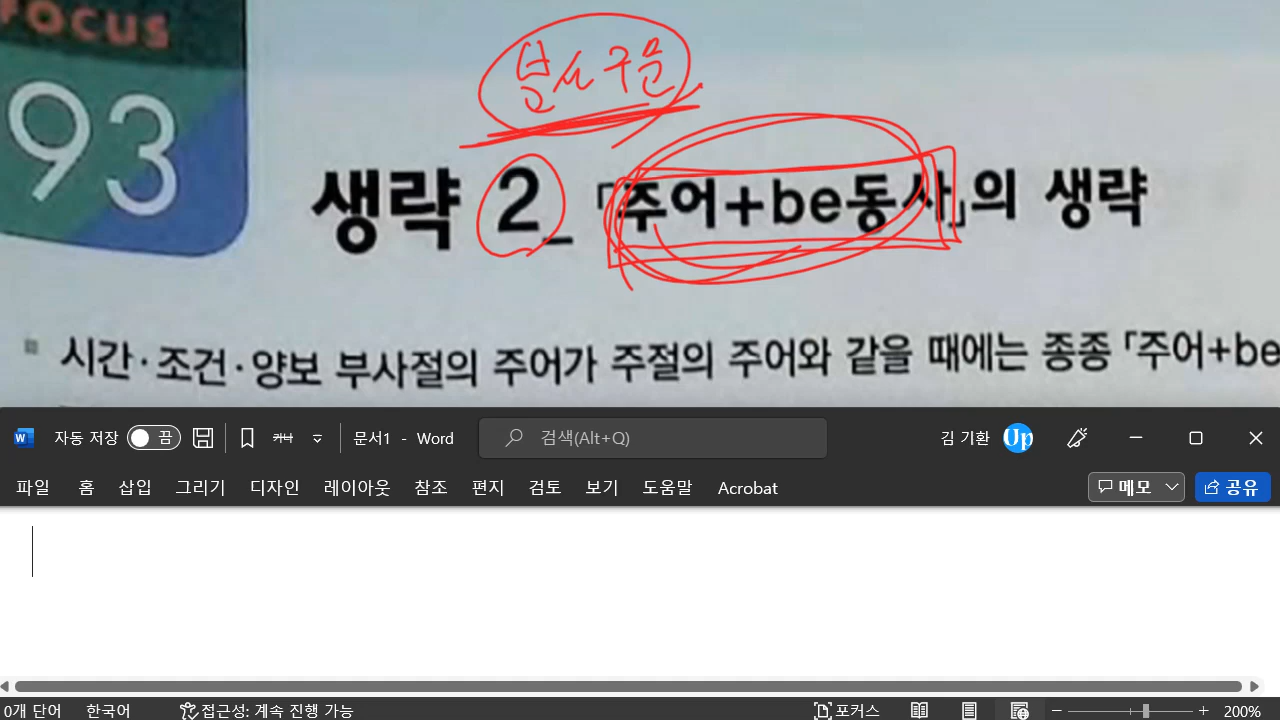 FOCUS
93
분사구문
생략 2_ 「주어+be동사」의 생략
시간·조건·양보 부사절의 주어가 주절의 주어와 같을 때에는 종종 「주어+be
자동 저장 끔 가나 문서1 - Word 검색(Alt+Q) 김 기환 Up
파일 홈 삽입 그리기 디자인 레이아웃 참조 편지 검토 보기 도움말 Acrobat 메모 공유
0개 단어 한국어 접근성: 계속 진행 가능 포커스 200%